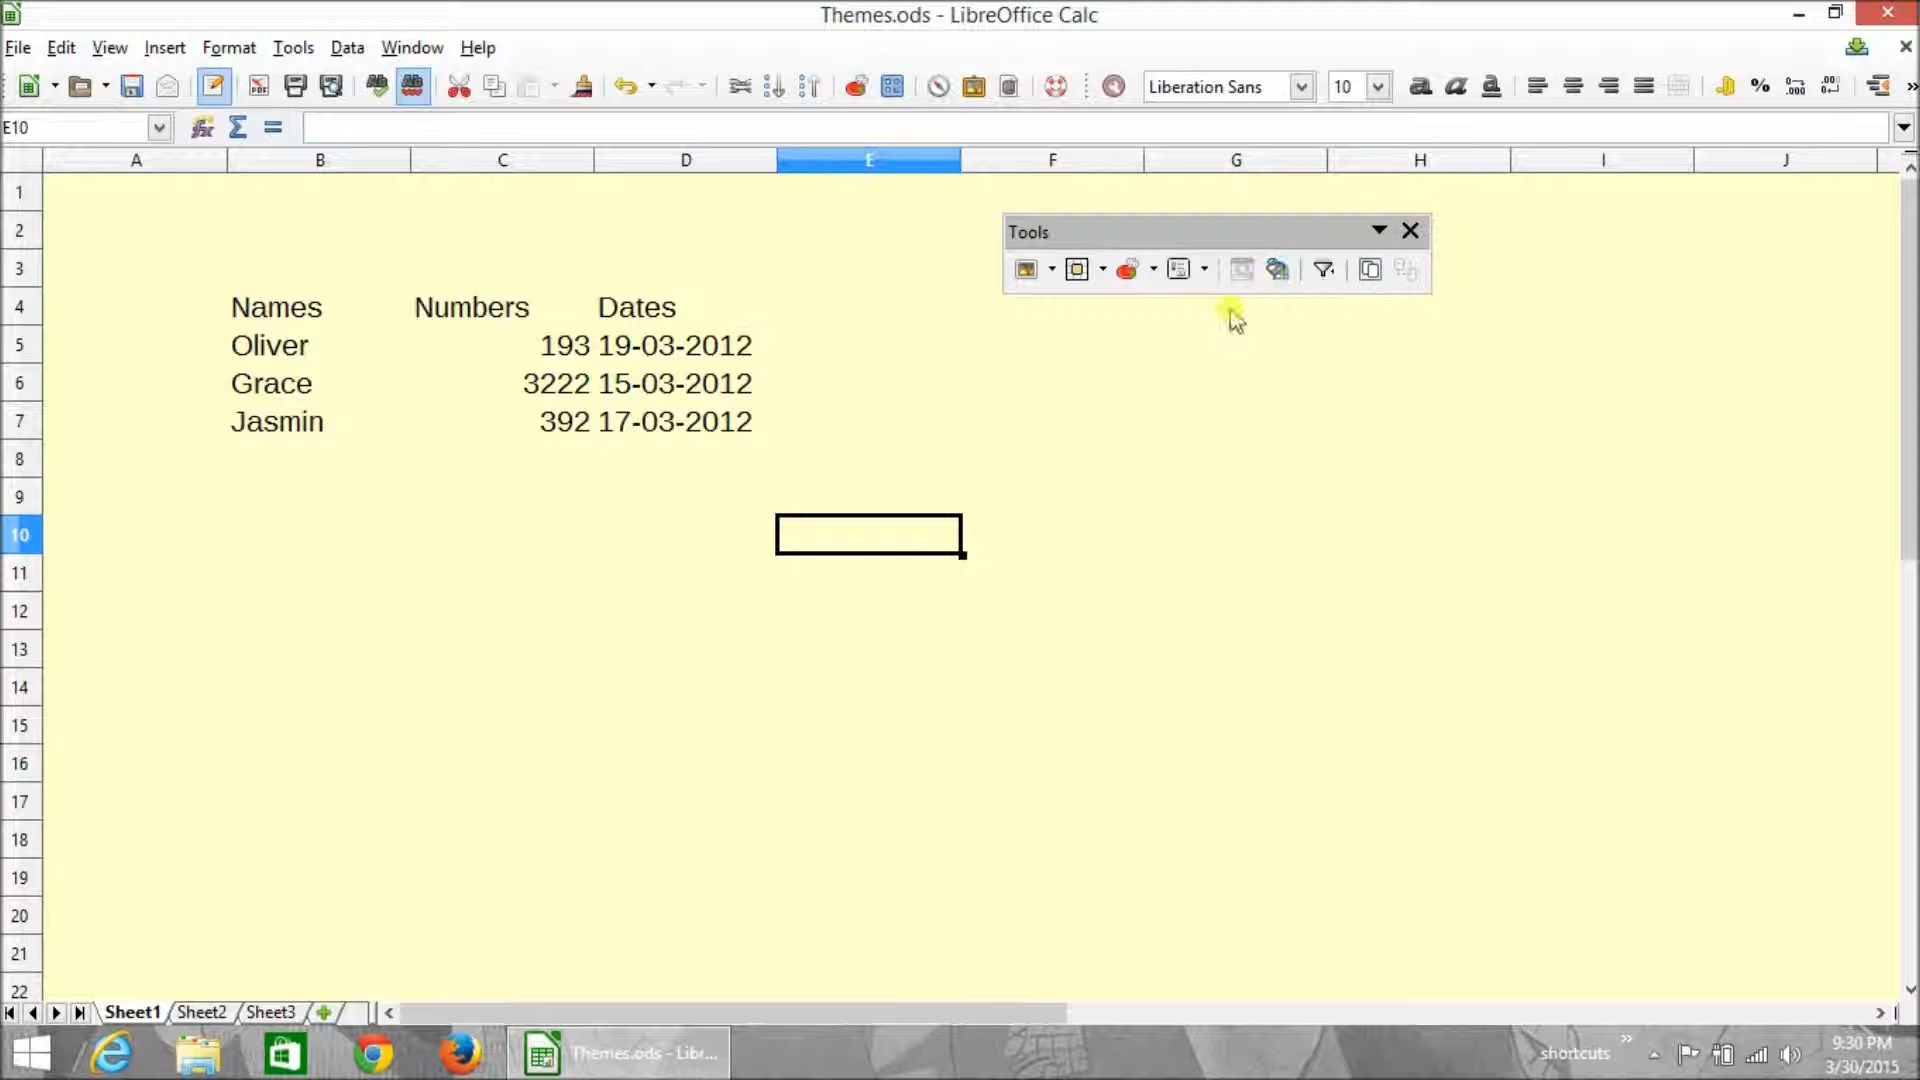 Themes.ods - LibreOffice Calc
File Edit View Insert Format Tools Data Window Help
PDF Liberation Sans 10 a a a %
E10
A B C D E F G H I J
1
2 Tools
3
4 Names Numbers Dates
5 Oliver 193 19-03-2012
6 Grace 3222 15-03-2012
7 Jasmin 392 17-03-2012
8
9
10
11
12
13
14
15
16
17
18
19
20
21
22
Sheet1 Sheet2 Sheet3
Themes.ods - Libr... shortcuts 9:30 PM
3/30/2015